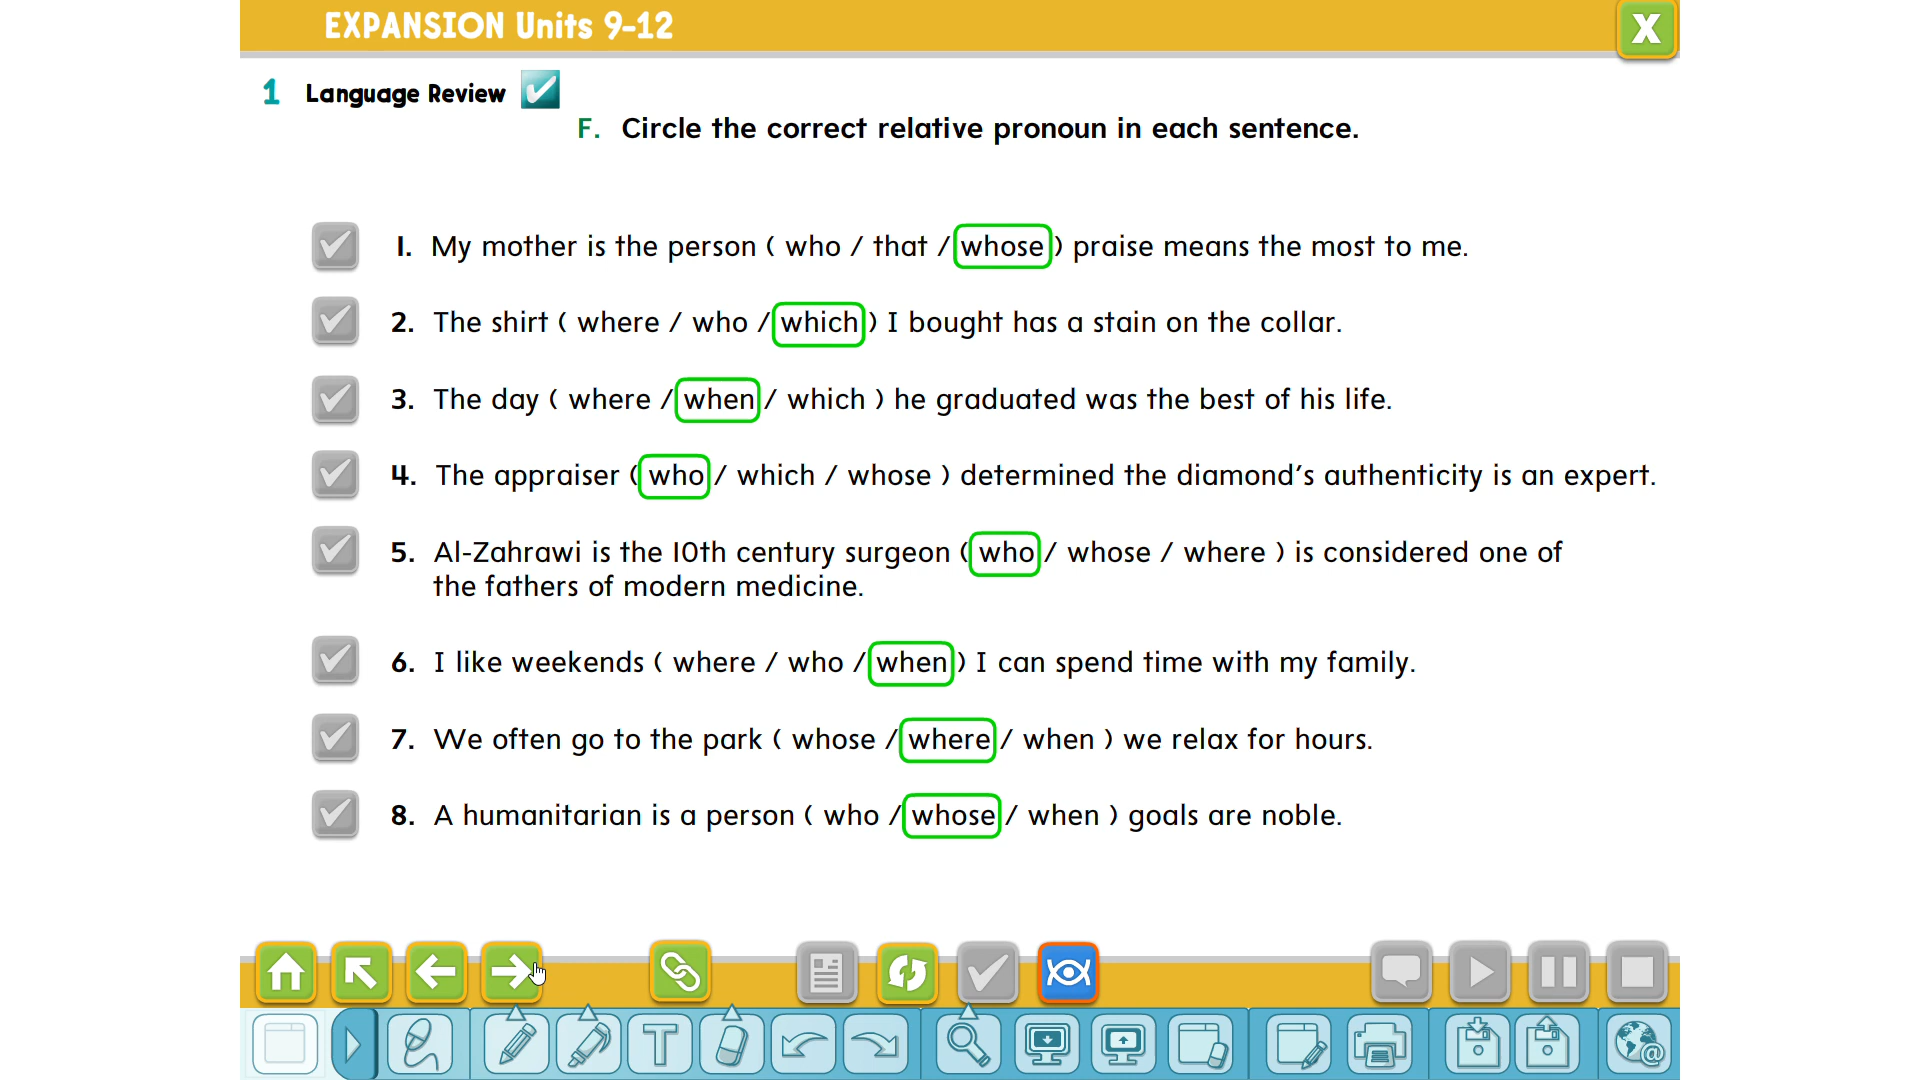 EXPANSION Units 9-12
X
1 Language Review
F. Circle the correct relative pronoun in each sentence.
1. My mother is the person ( who / that / whose ) praise means the most to me.
2. The shirt ( where / who / which ) I bought has a stain on the collar.
3. The day ( where / when / which ) he graduated was the best of his life.
4. The appraiser ( who / which / whose ) determined the diamond's authenticity is an expert.
5. Al-Zahrawi is the 10th century surgeon ( who / whose / where ) is considered one of
the fathers of modern medicine.
6. I like weekends ( where / who / when ) I can spend time with my family.
7. We often go to the park ( whose / where / when ) we relax for hours.
8. A humanitarian is a person ( who / whose / when ) goals are noble.
T
@